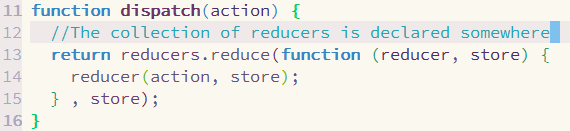 11 function dispatch(action) {
12 //The collection of reducers is declared somewhere
13 return reducers.reduce(function (reducer, store) {
14 reducer(action, store);
15 } , store);
16 }